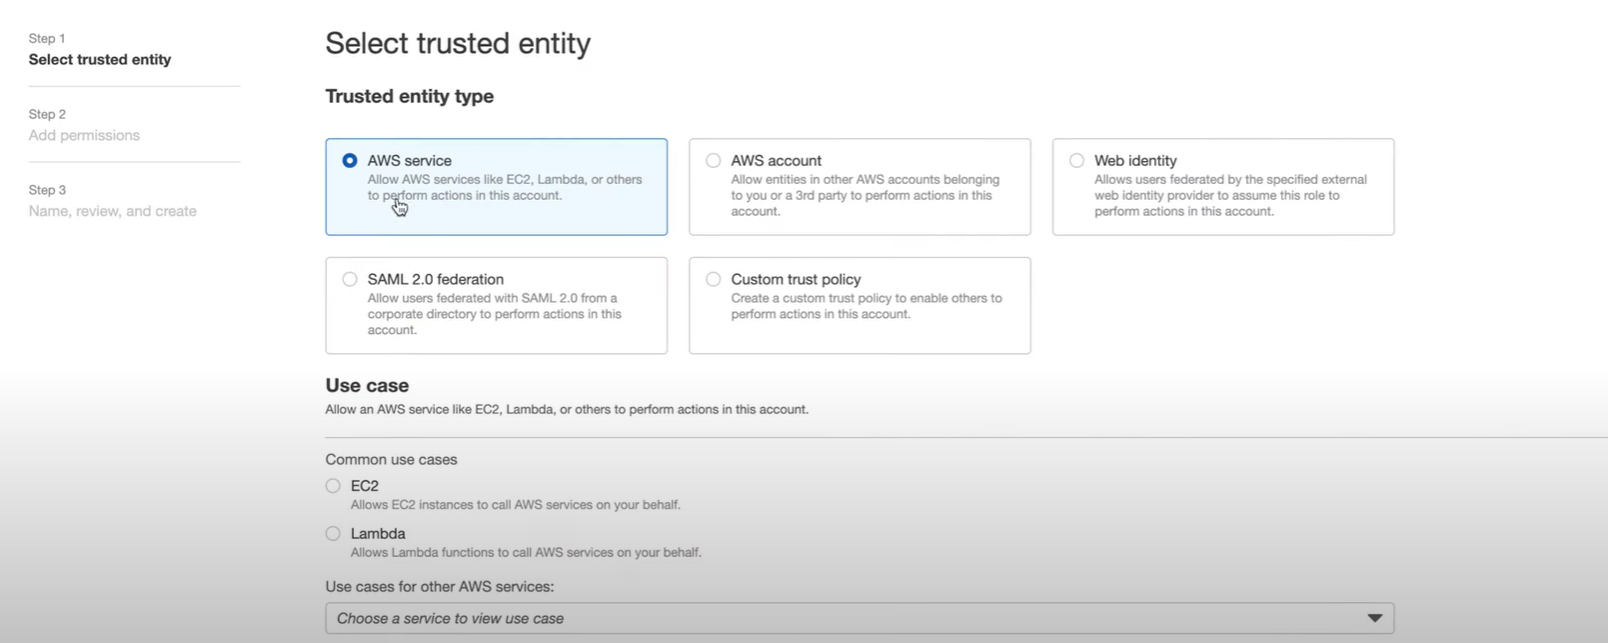 Step 1
Select trusted entity
Step 2
Add permissions
Step 3
Name, review, and create
Select trusted entity
Trusted entity type
AWS service
Allow AWS services like EC2, Lambda, or others
to perform actions in this account.
AWS account
Allow entities in other AWS accounts belonging
to you or a 3rd party to perform actions in this
account.
Web identity
Allows users federated by the specified external
web identity provider to assume this role to
perform actions in this account.
SAML 2.0 federation
Allow users federated with SAML 2.0 from a
corporate directory to perform actions in this
account.
Custom trust policy
Create a custom trust policy to enable others to
perform actions in this account.
Use case
Allow an AWS service like EC2, Lambda, or others to perform actions in this account.
Common use cases
EC2
Allows EC2 instances to call AWS services on your behalf.
Lambda
Allows Lambda functions to call AWS services on your behalf.
Use cases for other AWS services:
Choose a service to view use case